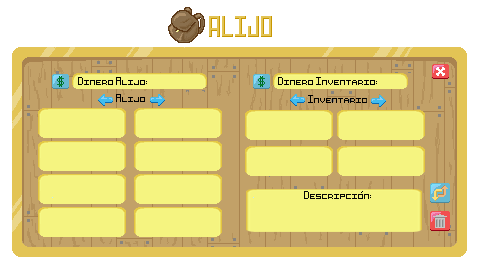 ALIJO
$ Dinero Alijo:
$ Dinero Inventario:
Alijo
Inventario
Descripción: